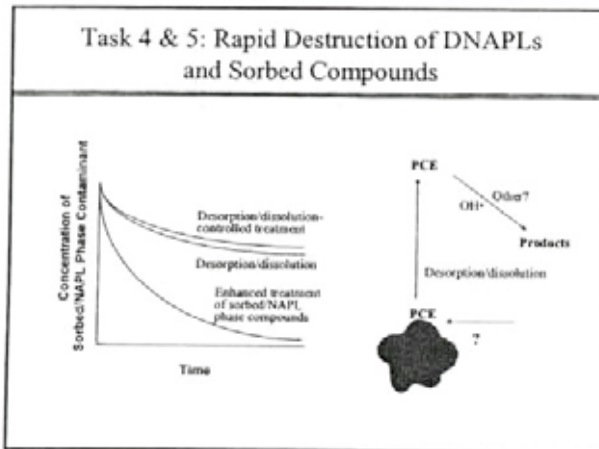 Task 4 & 5: Rapid Destruction of DNAPLs
and Sorbed Compounds
Concentration of
Sorbed/NAPL Phase Contaminant
Desorption/dissolution-
controlled treatment
Desorption/dissolution
Enhanced treatment
of sorbed/NAPL
phase compounds
Time
PCE
Other?
OH•
Products
Desorption/dissolution
PCE
?